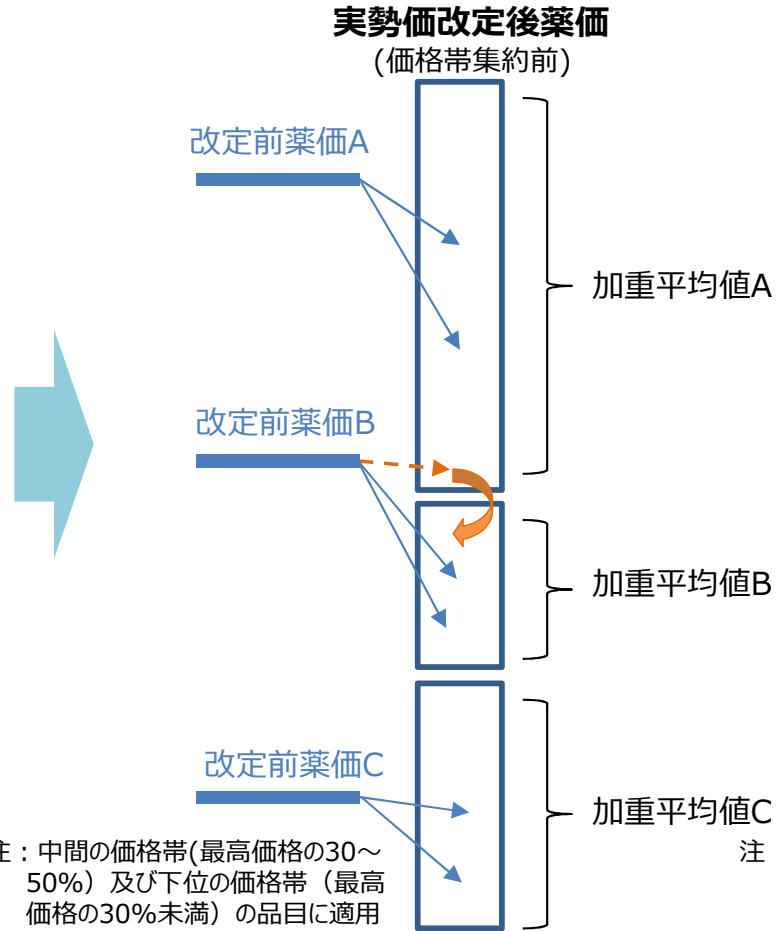 実勢価改定後薬価
(価格帯集約前)
改定前薬価A
加重平均値A
改定前薬価B
加重平均値B
改定前薬価C
加重平均値C
注：中間の価格帯(最高価格の30～
50%）及び下位の価格帯（最高
価格の30%未満）の品目に適用
注